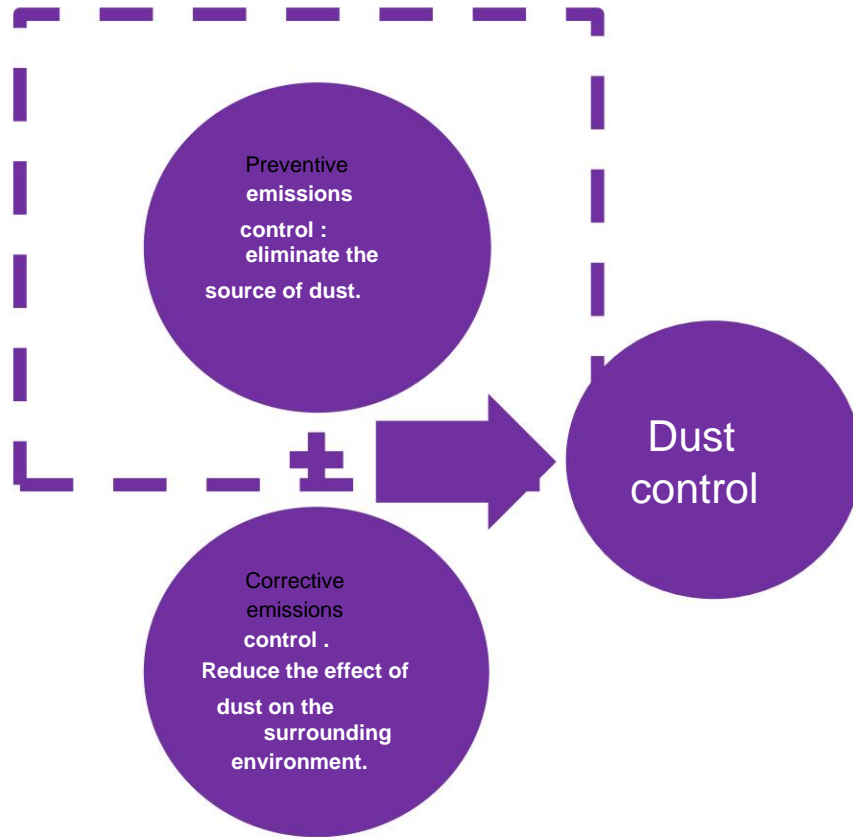 Preventive
emissions
control :
eliminate the
source of dust.
Dust
control
Corrective
emissions
control .
Reduce the effect of
dust on the
surrounding
environment.